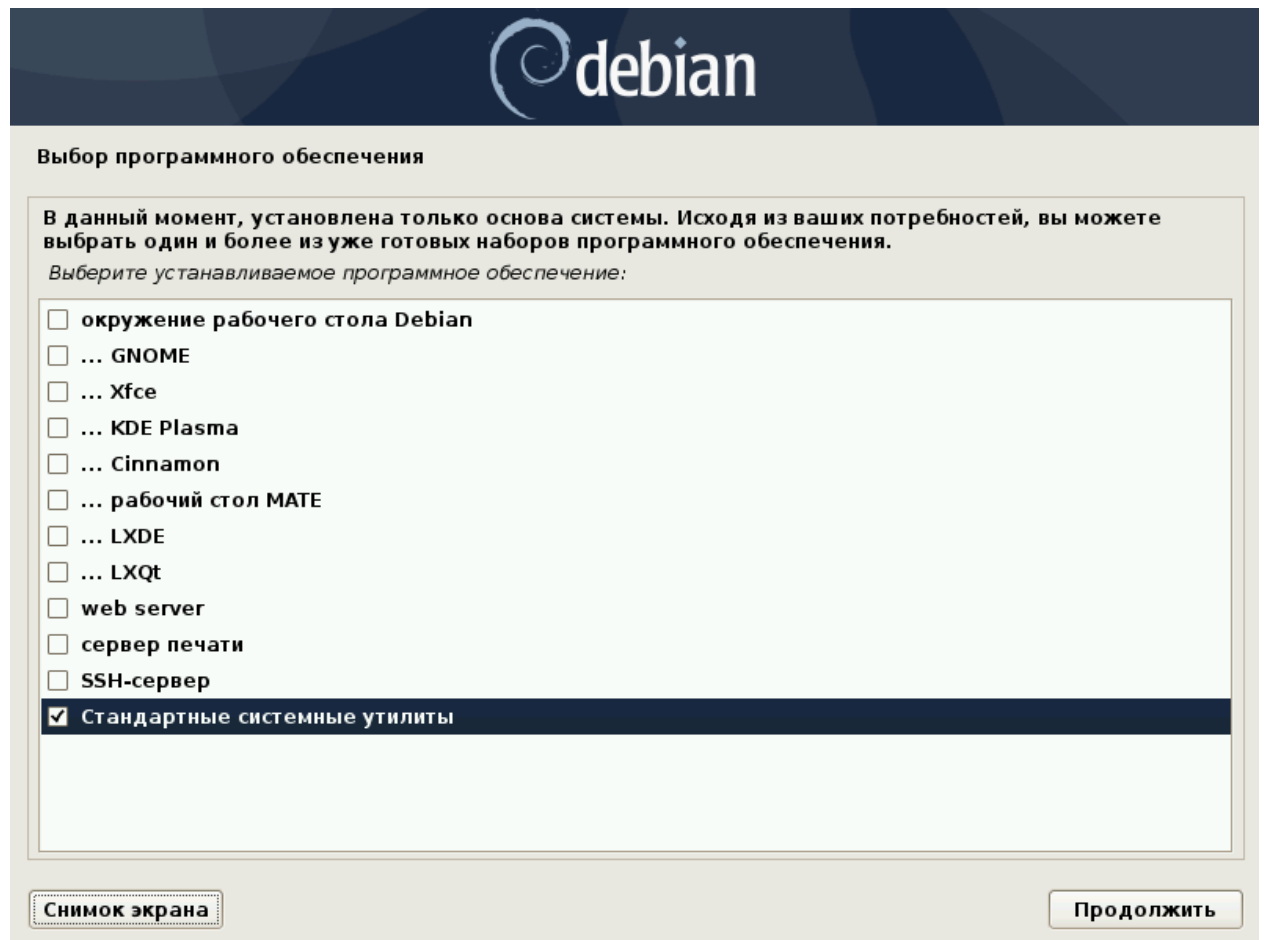 debian
Выбор программного обеспечения
В данный момент, установлена только основа системы. Исходя из ваших потребностей, вы можете
выбрать один и более из уже готовых наборов программного обеспечения.
Выберите устанавливаемое программное обеспечение:
окружение рабочего стола Debian
... GNOME
... Xfce
... KDE Plasma
... Cinnamon
... рабочий стол MATE
... LXDE
... LXQt
web server
сервер печати
SSH-сервер
Стандартные системные утилиты
Снимок экрана
Продолжить